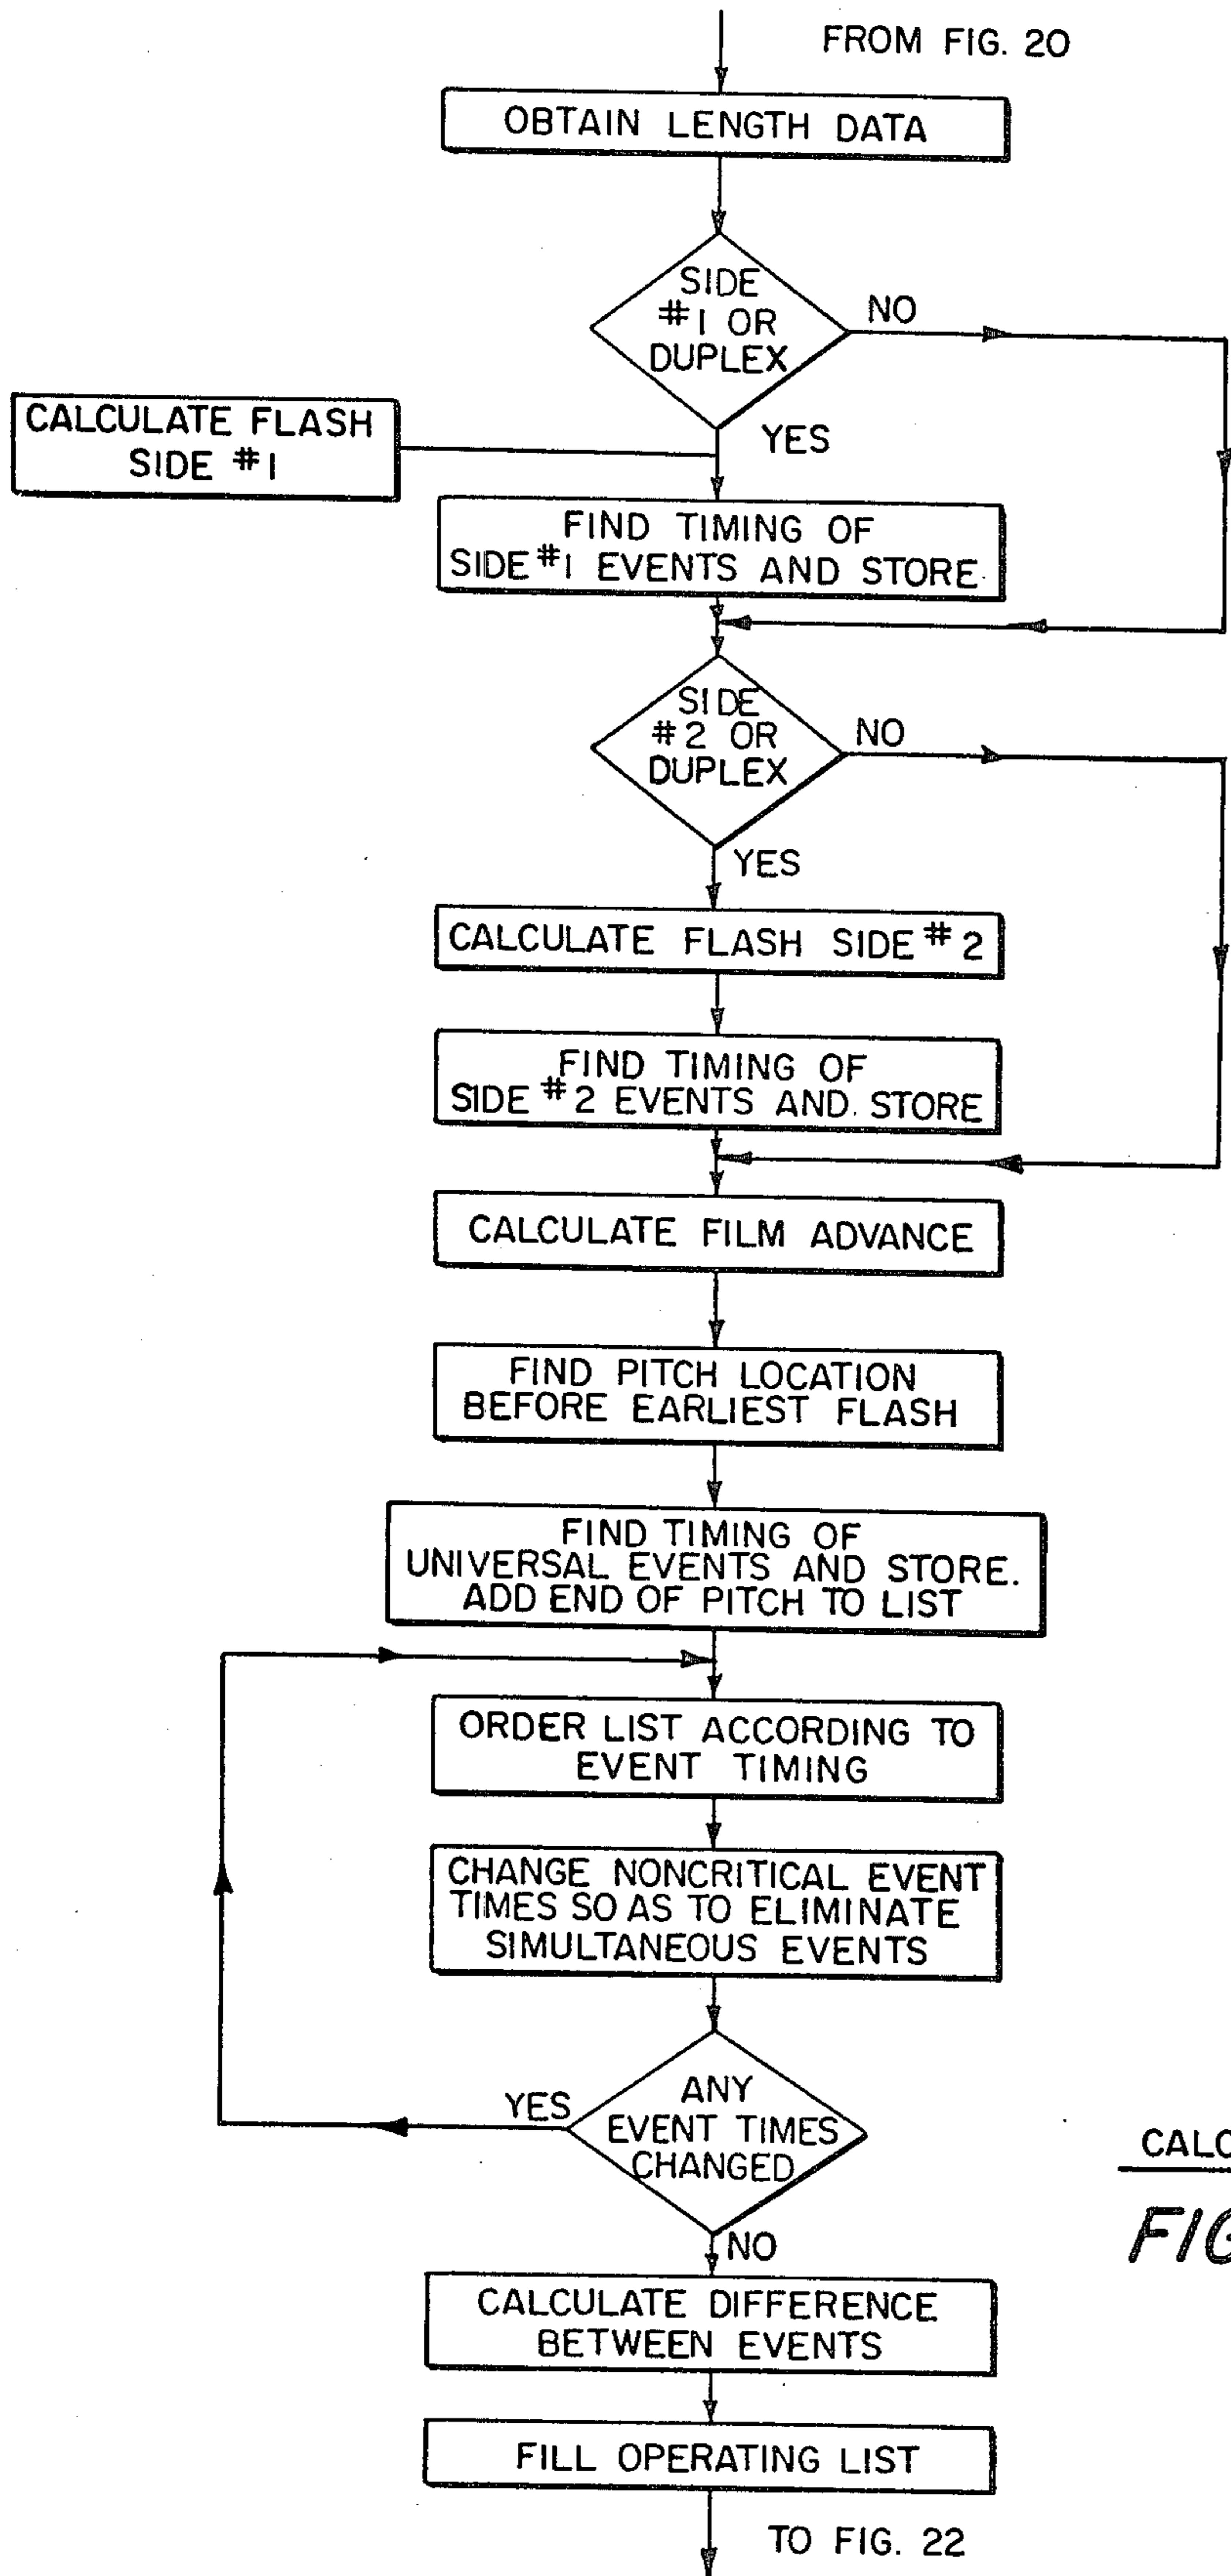 FROM FIG. 20
OBTAIN LENGTH DATA
SIDE
#1 OR
DUPLEX
NO
YES
CALCULATE FLASH
SIDE #1
FIND TIMING OF
SIDE #1 EVENTS AND STORE
SIDE
#2 OR
DUPLEX
NO
YES
CALCULATE FLASH SIDE #2
FIND TIMING OF
SIDE #2 EVENTS AND STORE
CALCULATE FILM ADVANCE
FIND PITCH LOCATION
BEFORE EARLIEST FLASH
FIND TIMING OF
UNIVERSAL EVENTS AND STORE.
ADD END OF PITCH TO LIST
ORDER LIST ACCORDING TO
EVENT TIMING
CHANGE NONCRITICAL EVENT
TIMES SO AS TO ELIMINATE
SIMULTANEOUS EVENTS
YES
ANY
EVENT TIMES
CHANGED
CALC
FIG
NO
CALCULATE DIFFERENCE
BETWEEN EVENTS
FILL OPERATING LIST
TO FIG. 22